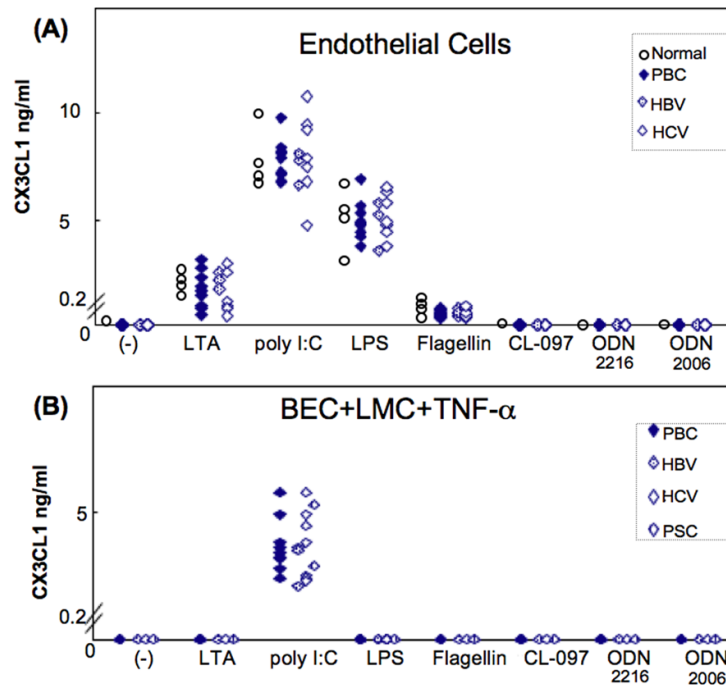 (A)
Endothelial Cells
CX3CL1 ng/ml
10
5
0.2
0
Normal
PBC
HBV
HCV
(-) LTA poly I:C LPS Flagellin CL-097 ODN 2216 ODN 2006
(B)
BEC+LMC+TNF-α
CX3CL1 ng/ml
5
0.2
0
PBC
HBV
HCV
PSC
(-) LTA poly I:C LPS Flagellin CL-097 ODN 2216 ODN 2006